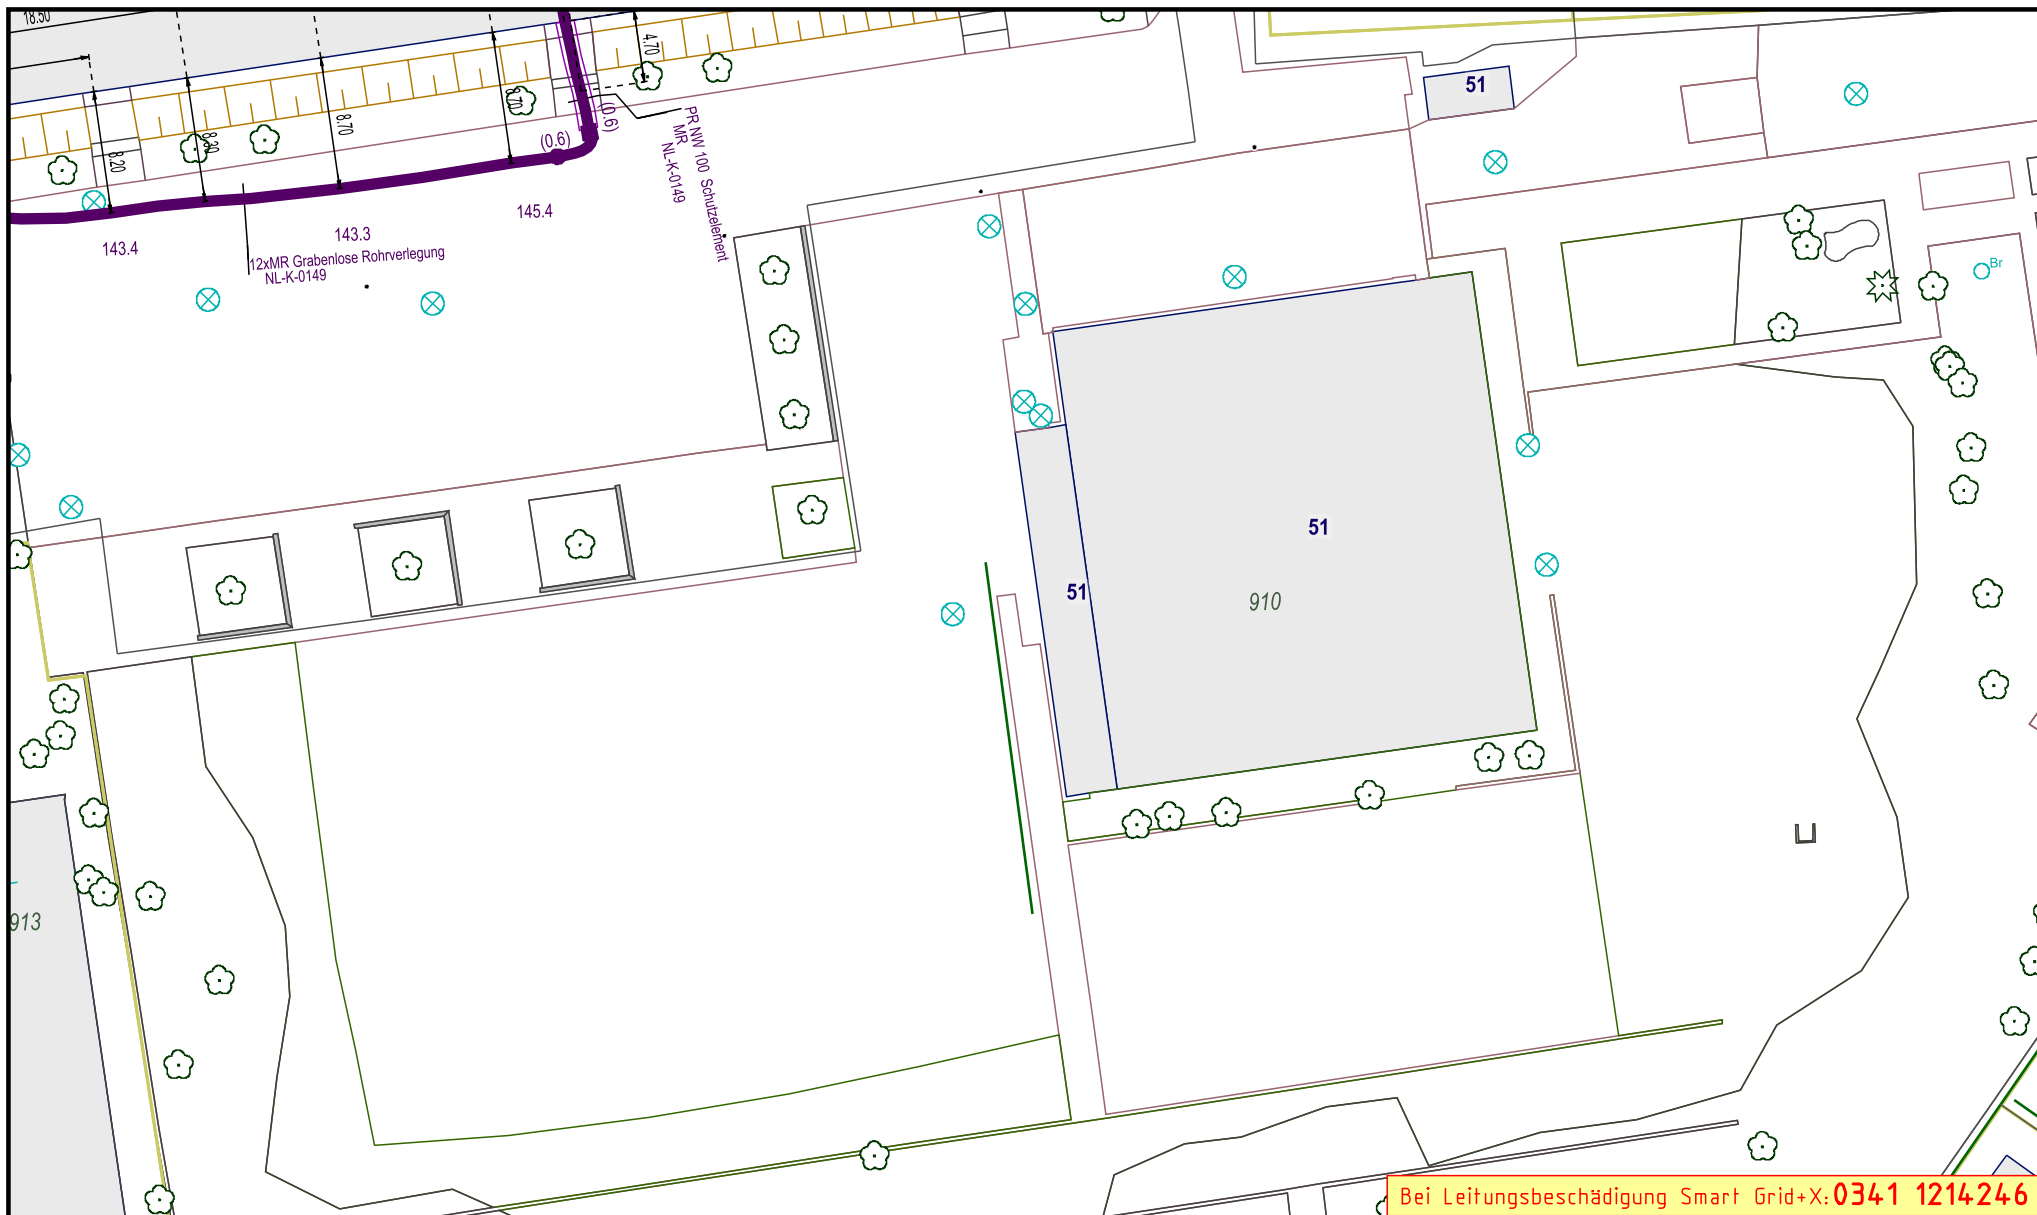 18.50
4.70
51
8.20
8.30
8.70
8.70
(0.6)
(0.6)
PR NW 100 Schutzelement
MR
NL-K-0149
143.4
143.3
145.4
12xMR Grabenlose Rohrverlegung
NL-K-0149
Br
51
51
910
913
Bei Leitungsbeschädigung Smart Grid+X: 0341 1214246